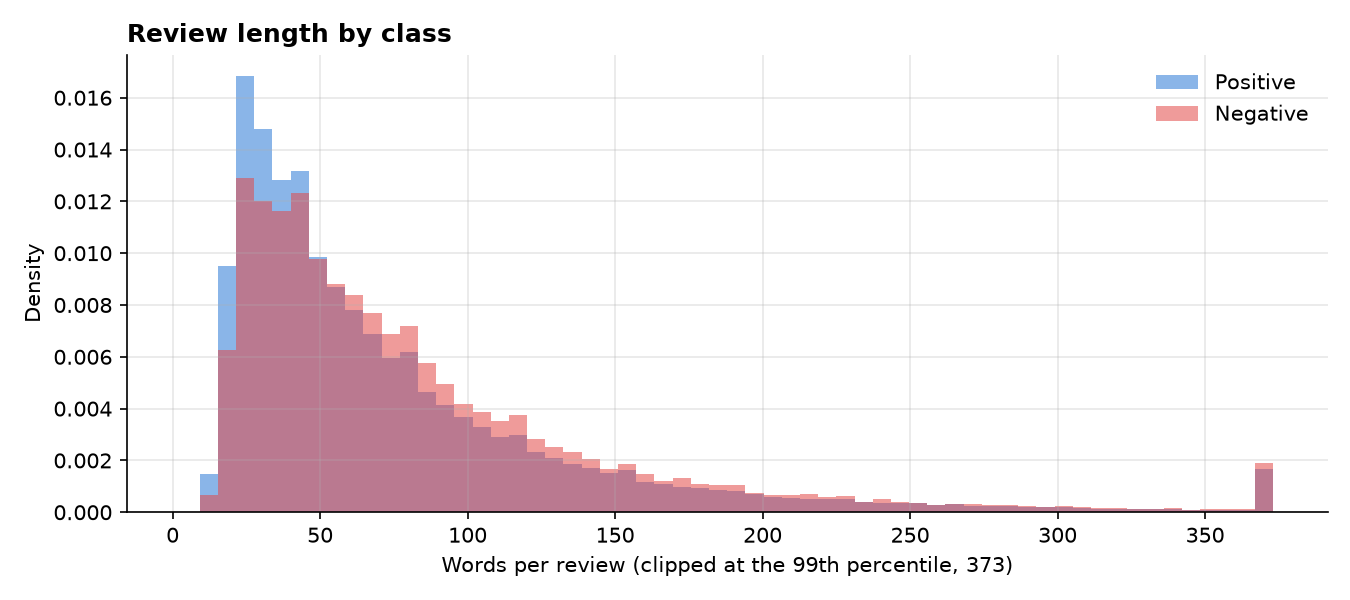 Review length by class
Positive
Negative
Density
0.016
0.014
0.012
0.010
0.008
0.006
0.004
0.002
0.000
0 50 100 150 200 250 300 350
Words per review (clipped at the 99th percentile, 373)